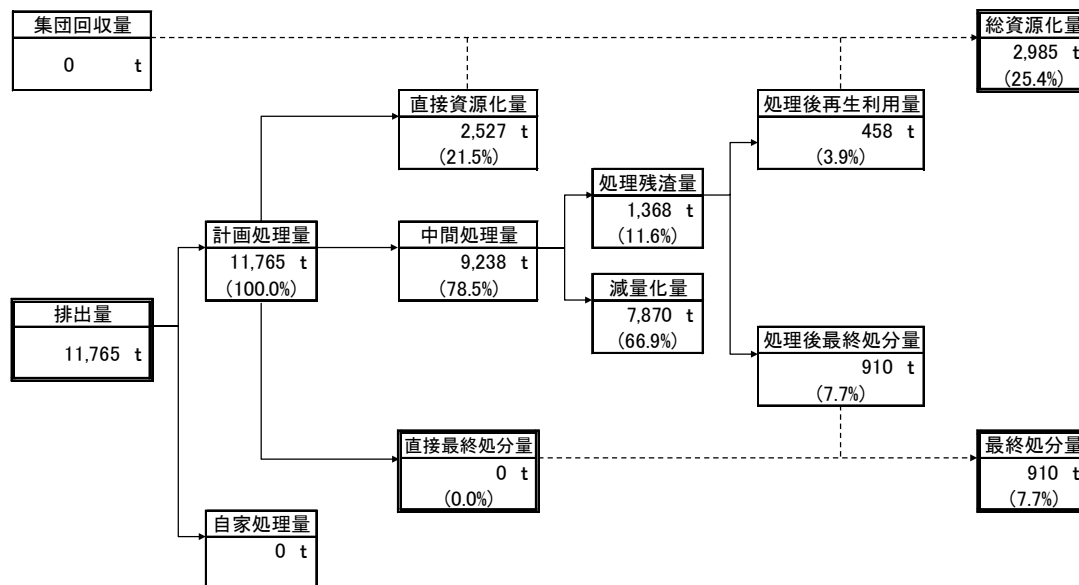 集団回収量
0 t
総資源化量
2,985 t
(25.4%)
直接資源化量
2,527 t
(21.5%)
処理後再生利用量
458 t
(3.9%)
処理残渣量
1,368 t
(11.6%)
計画処理量
11,765 t
(100.0%)
中間処理量
9,238 t
(78.5%)
減量化量
7,870 t
(66.9%)
排出量
11,765 t
処理後最終処分量
910 t
(7.7%)
直接最終処分量
0 t
(0.0%)
最終処分量
910 t
(7.7%)
自家処理量
0 t